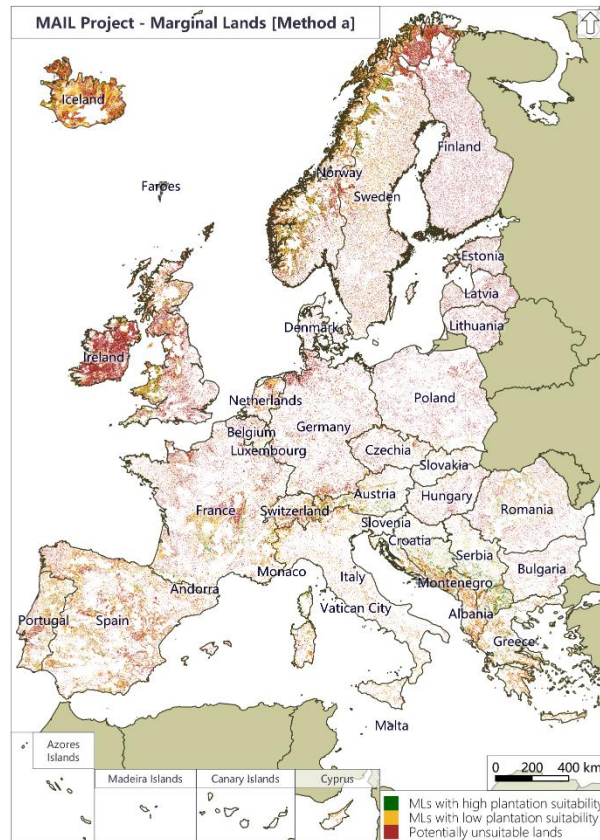 MAIL Project - Marginal Lands [Method a]
Iceland
Faroes
Norway
Sweden
Finland
Estonia
Latvia
Lithuania
Denmark
Ireland
Netherlands
Belgium
Luxembourg
Germany
Poland
Czechia
Slovakia
Austria
Hungary
Romania
France
Switzerland
Slovenia
Croatia
Serbia
Montenegro
Bulgaria
Monaco
Italy
Andorra
Vatican City
Albania
Portugal
Spain
Greece
Malta
Azores
Islands
Madeira Islands
Canary Islands
Cyprus
0 200 400 km
MLs with high plantation suitability
MLs with low plantation suitability
Potentially unsuitable lands